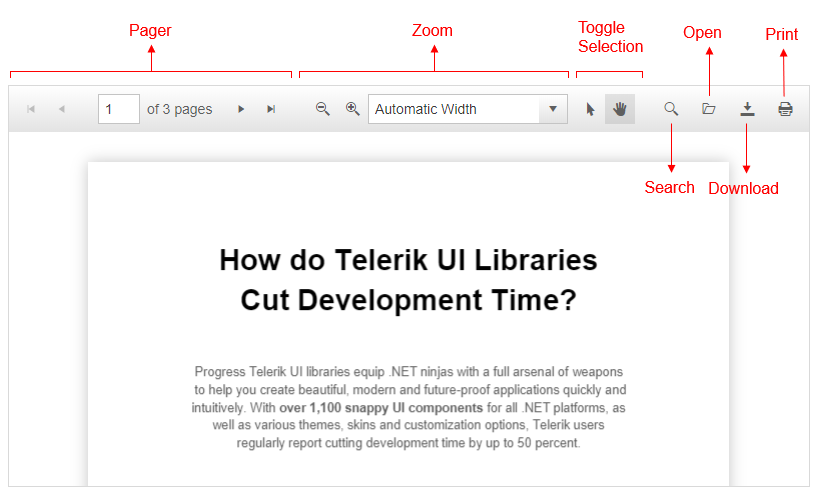 Pager
Zoom
Toggle
Selection
Open
Print
1 of 3 pages
Automatic Width
Search
Download
How do Telerik UI Libraries
Cut Development Time?
Progress Telerik UI libraries equip .NET ninjas with a full arsenal of weapons
to help you create beautiful, modern and future-proof applications quickly and
intuitively. With over 1,100 snappy UI components for all .NET platforms, as
well as various themes, skins and customization options, Telerik users
regularly report cutting development time by up to 50 percent.